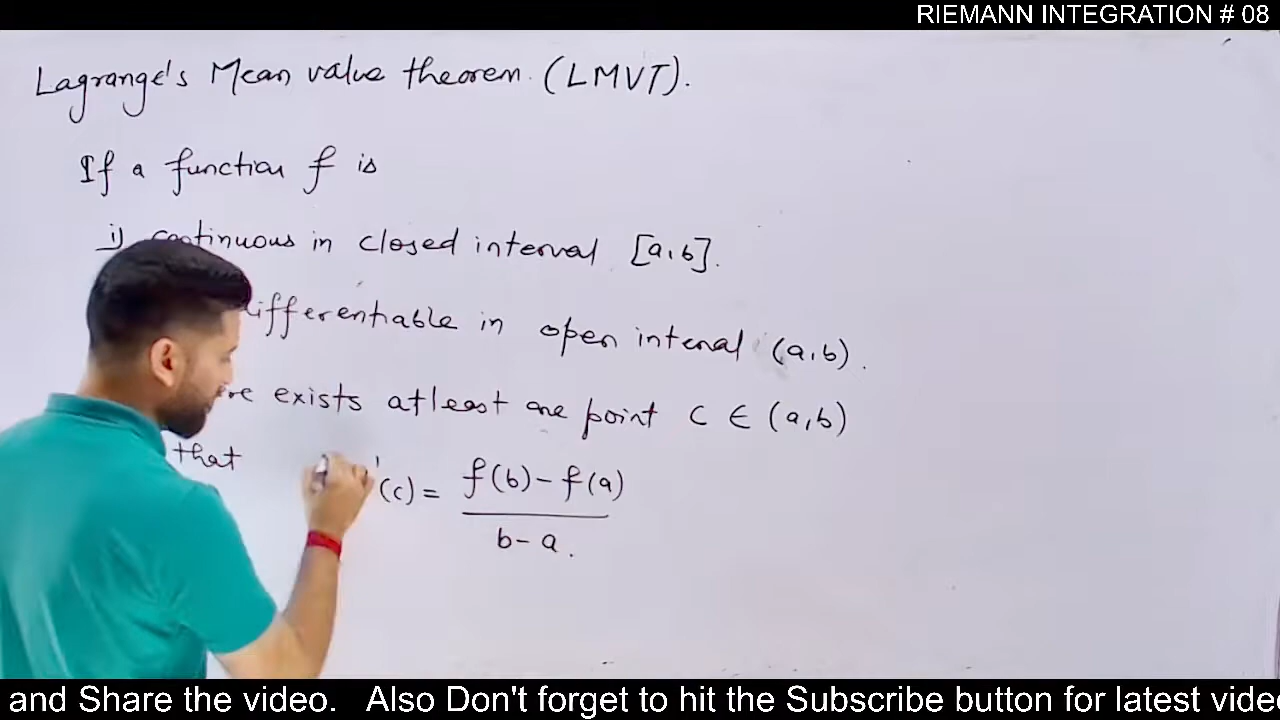 RIEMANN INTEGRATION # 08
Lagrange's Mean value theorem. (LMVT).
If a function f is
i) continuous in closed interval [a,b].
ifferentiable in open interval (a,b).
re exists atleast one point C ∈ (a,b)
that '(c) = f(b) - f(a)
b - a.
and Share the video. Also Don't forget to hit the Subscribe button for latest vide